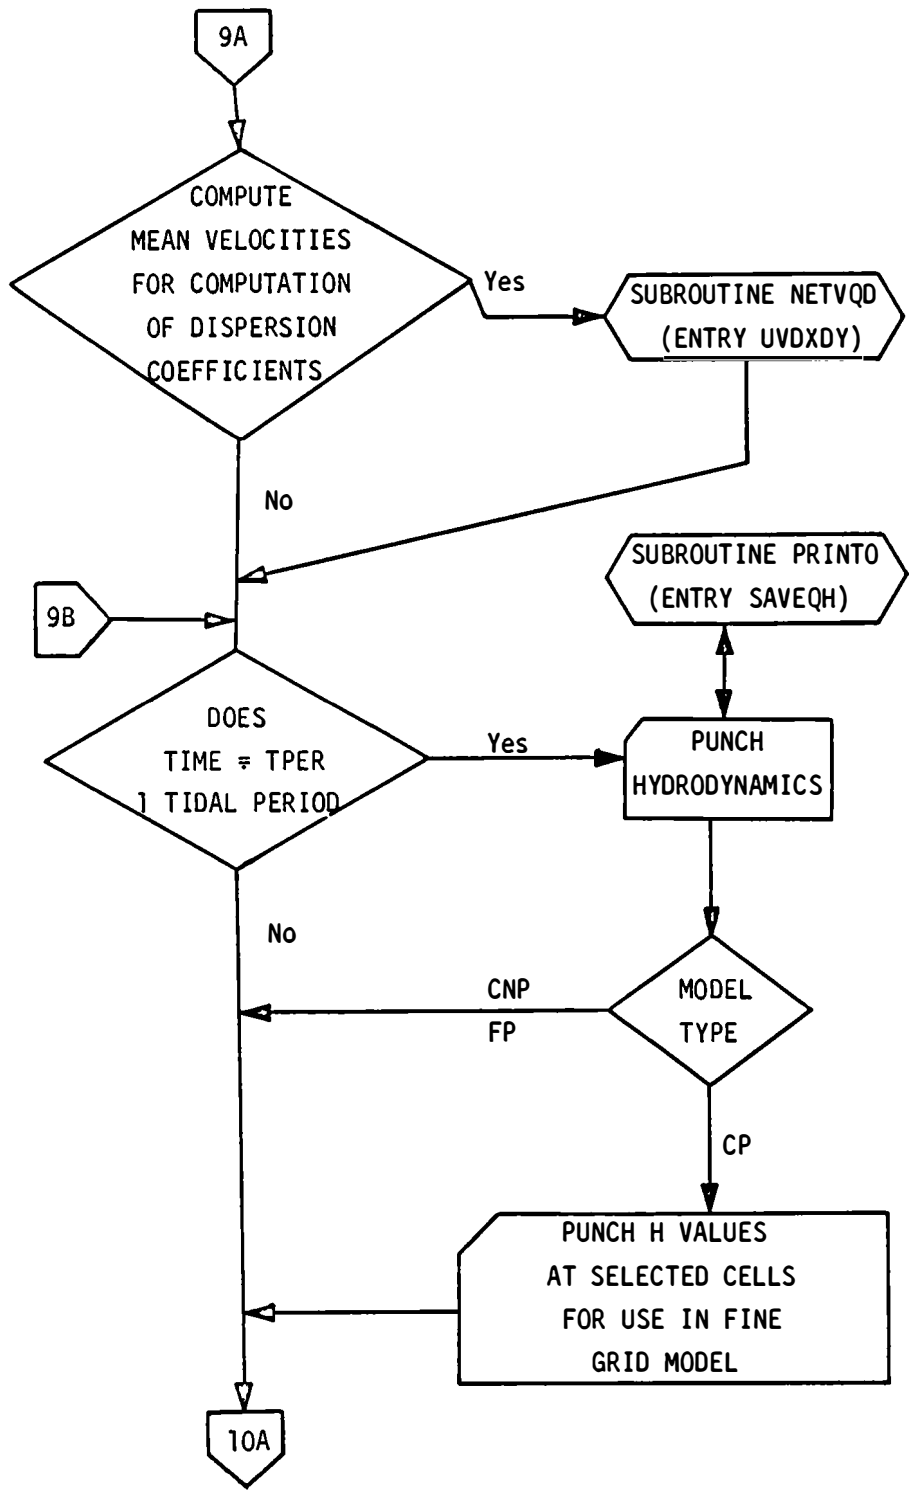 9A
COMPUTE
MEAN VELOCITIES
FOR COMPUTATION
OF DISPERSION
COEFFICIENTS
Yes
SUBROUTINE NETVQD
(ENTRY UVDXDY)
No
SUBROUTINE PRINTO
(ENTRY SAVEQH)
9B
DOES
TIME = TPER
1 TIDAL PERIOD
Yes
PUNCH
HYDRODYNAMICS
No
CNP
FP
MODEL
TYPE
CP
PUNCH H VALUES
AT SELECTED CELLS
FOR USE IN FINE
GRID MODEL
10A